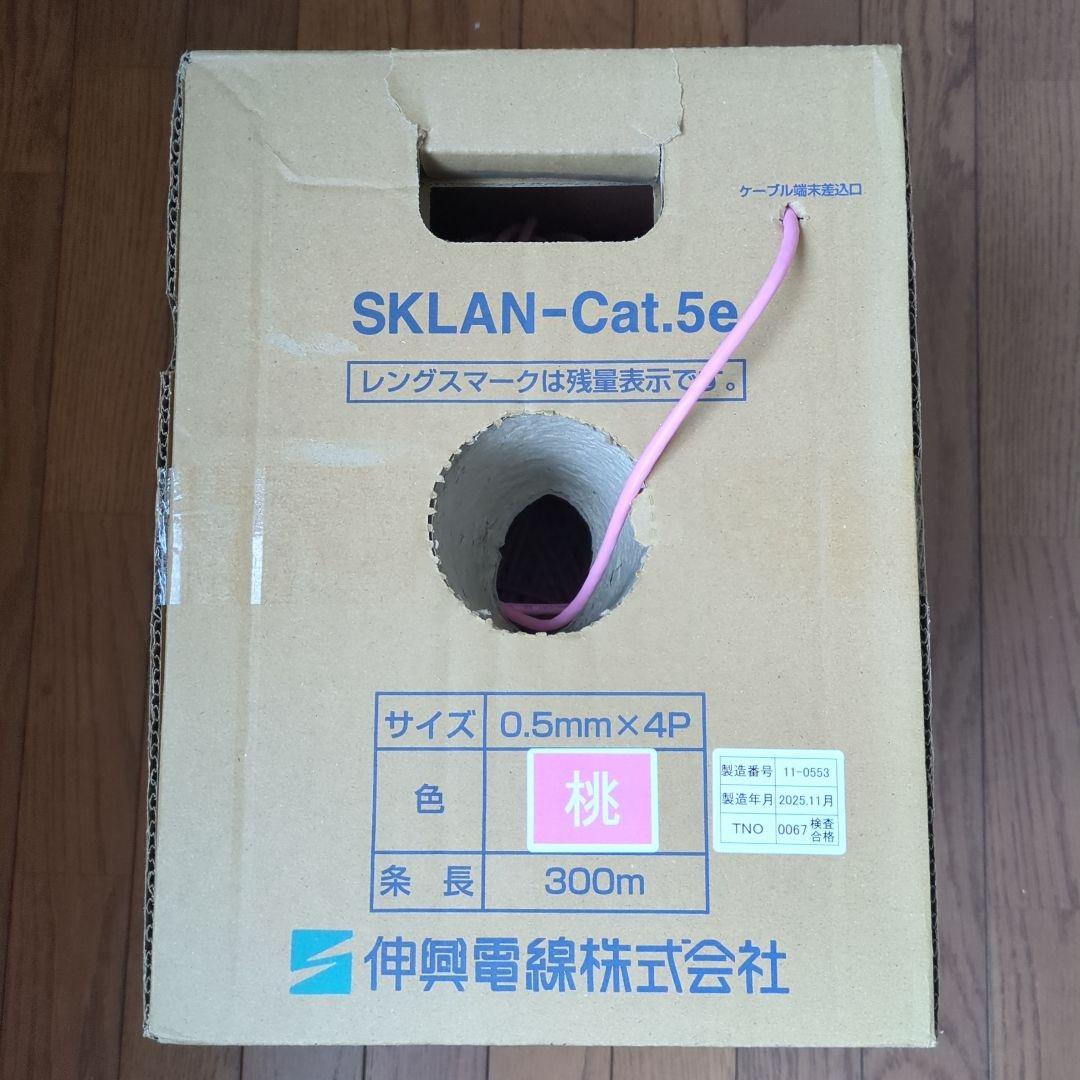 ケーブル端末差込口
SKLAN-Cat.5e
レングスマークは残量表示です。
サイズ 0.5mm×4P
色 桃
条長 300m
製造番号 11-0553
製造年月 2025.11月
TNO 0067 検査合格
伸興電線株式会社